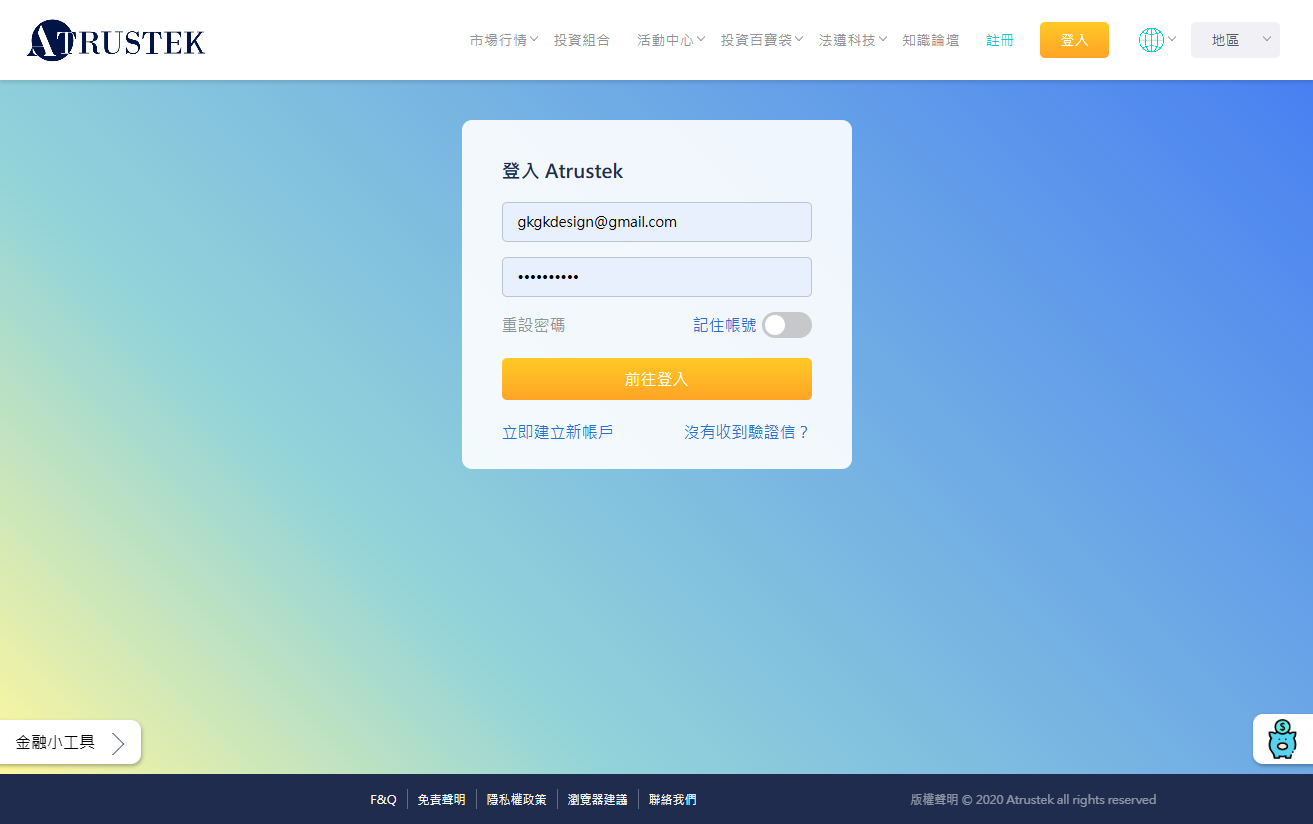 ATRUSTEK
市場行情 投資組合 活動中心 投資百寶袋 法遵科技 知識論壇 註冊 登入 地區
登入 Atrustek
gkgkdesign@gmail.com
••••••••••
重設密碼 記住帳號
前往登入
立即建立新帳戶 沒有收到驗證信？
金融小工具
F&Q 免責聲明 隱私權政策 瀏覽器建議 聯絡我們 版權聲明 © 2020 Atrustek all rights reserved